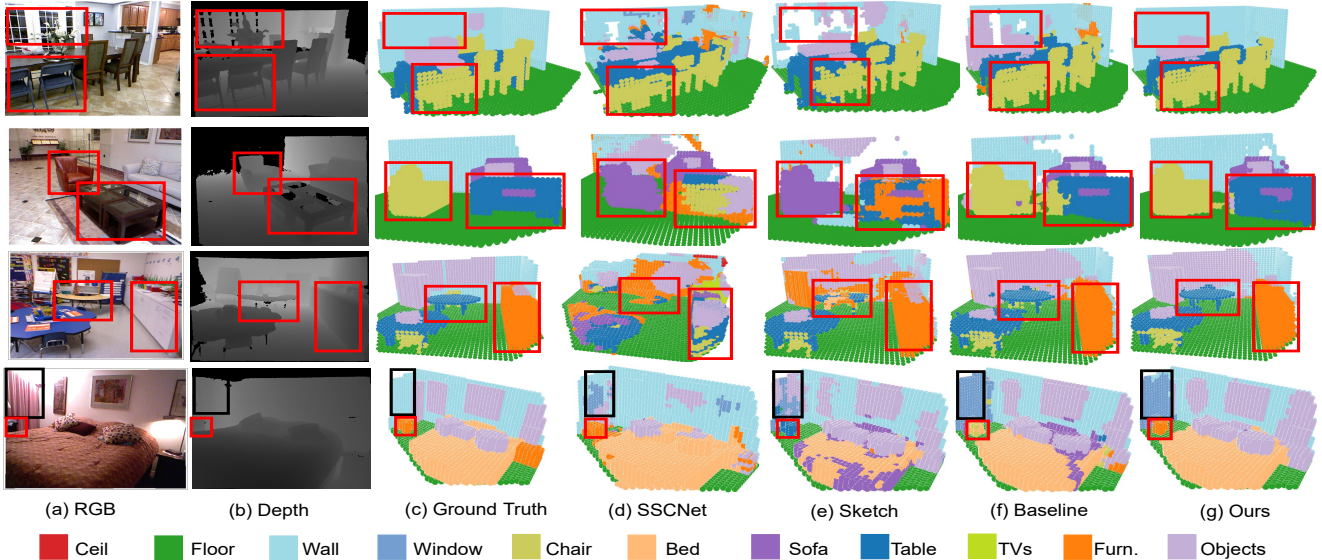 (a) RGB (b) Depth (c) Ground Truth (d) SSCNet (e) Sketch (f) Baseline (g) Ours
Ceil Floor Wall Window Chair Bed Sofa Table TVs Furn. Objects